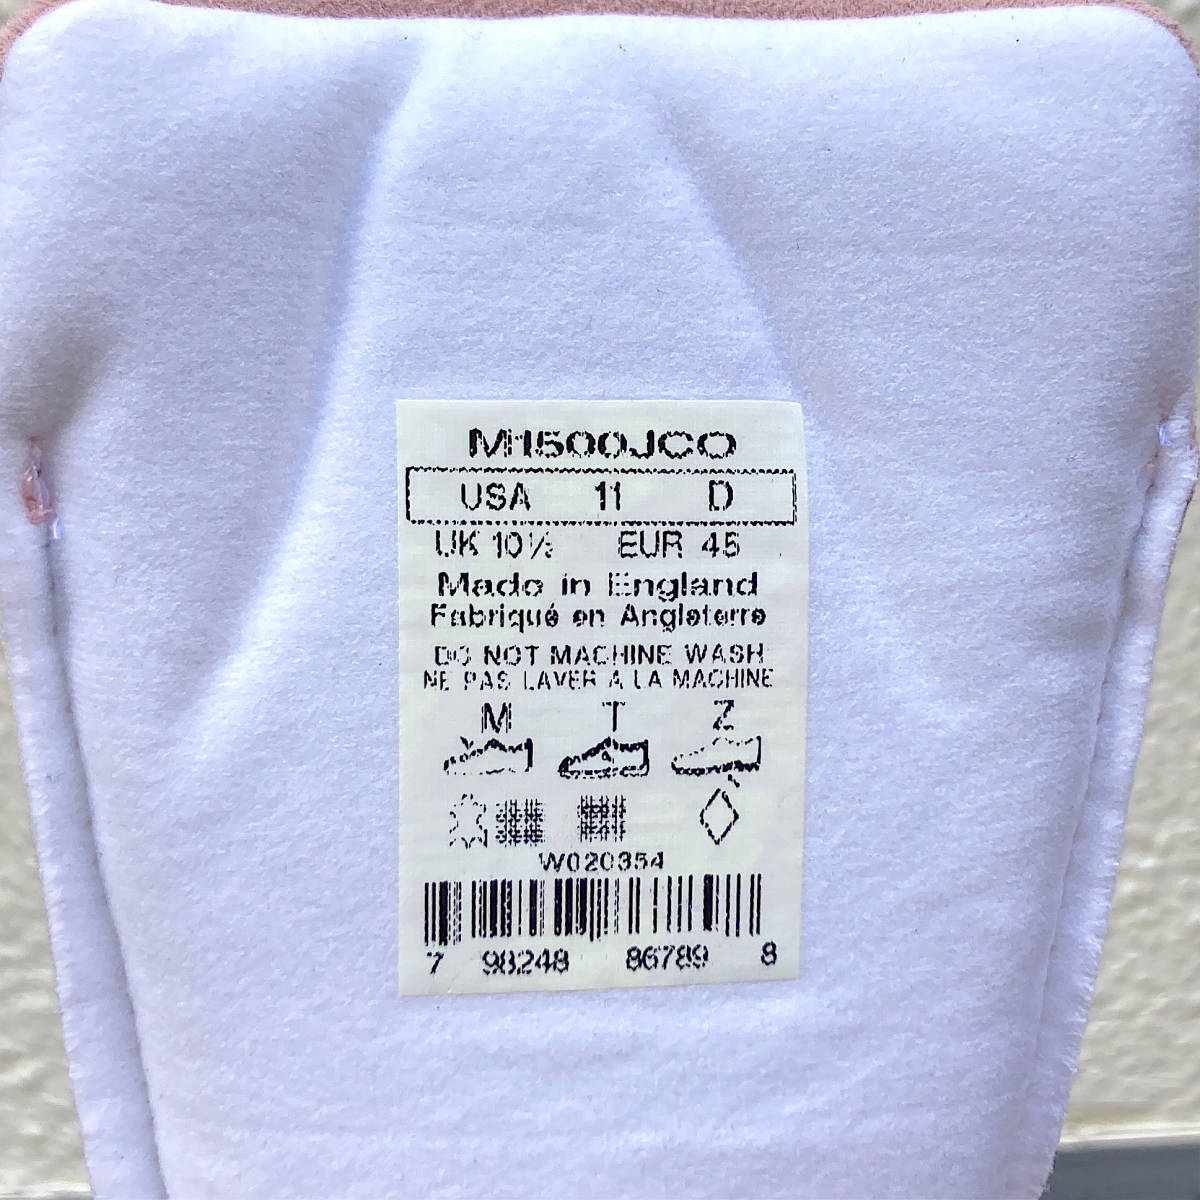 M1500JCO
USA 11 D
UK 10½ EUR 45
Made in England
Fabriqué en Angleterre
DO NOT MACHINE WASH
NE PAS LAVER A LA MACHINE
M T Z
W020354
7 98248 86789 8